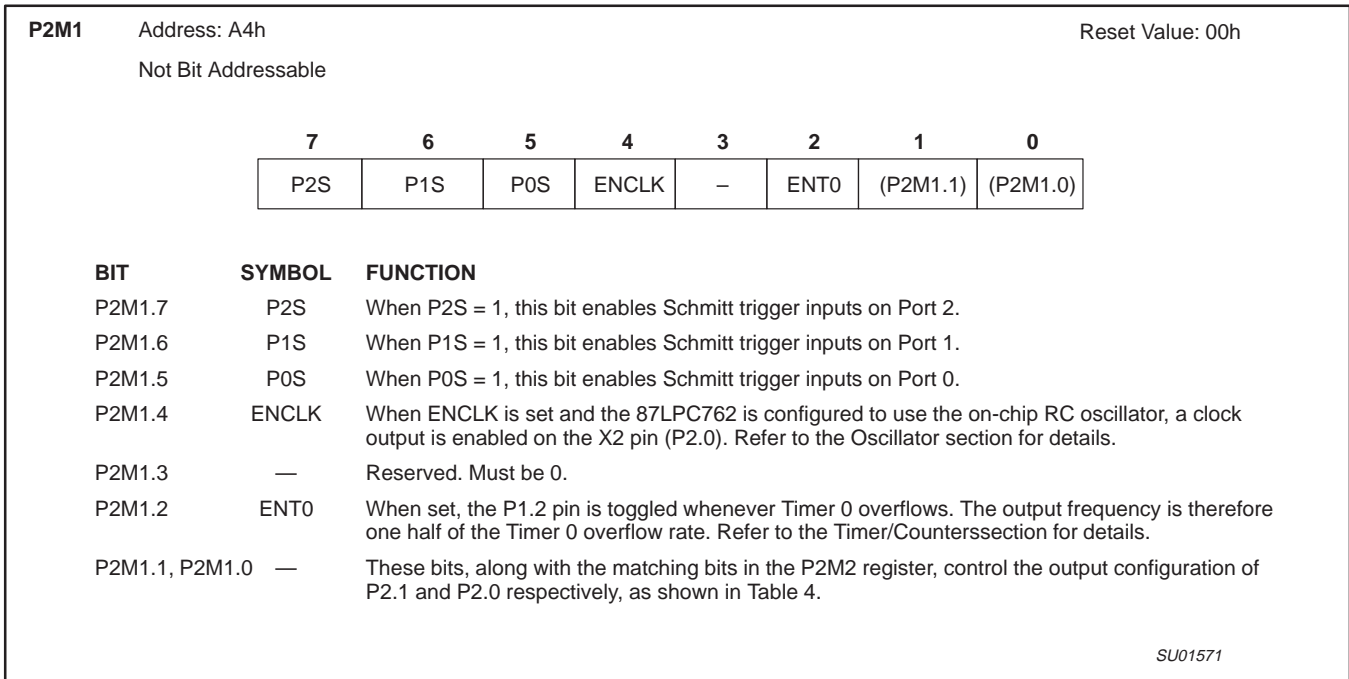 P2M1 Address: A4h Reset Value: 00h
Not Bit Addressable
7 6 5 4 3 2 1 0
P2S P1S P0S ENCLK – ENT0 (P2M1.1) (P2M1.0)
BIT SYMBOL FUNCTION
P2M1.7 P2S When P2S = 1, this bit enables Schmitt trigger inputs on Port 2.
P2M1.6 P1S When P1S = 1, this bit enables Schmitt trigger inputs on Port 1.
P2M1.5 P0S When P0S = 1, this bit enables Schmitt trigger inputs on Port 0.
P2M1.4 ENCLK When ENCLK is set and the 87LPC762 is configured to use the on-chip RC oscillator, a clock
output is enabled on the X2 pin (P2.0). Refer to the Oscillator section for details.
P2M1.3 — Reserved. Must be 0.
P2M1.2 ENT0 When set, the P1.2 pin is toggled whenever Timer 0 overflows. The output frequency is therefore
one half of the Timer 0 overflow rate. Refer to the Timer/Counterssection for details.
P2M1.1, P2M1.0 — These bits, along with the matching bits in the P2M2 register, control the output configuration of
P2.1 and P2.0 respectively, as shown in Table 4.
SU01571